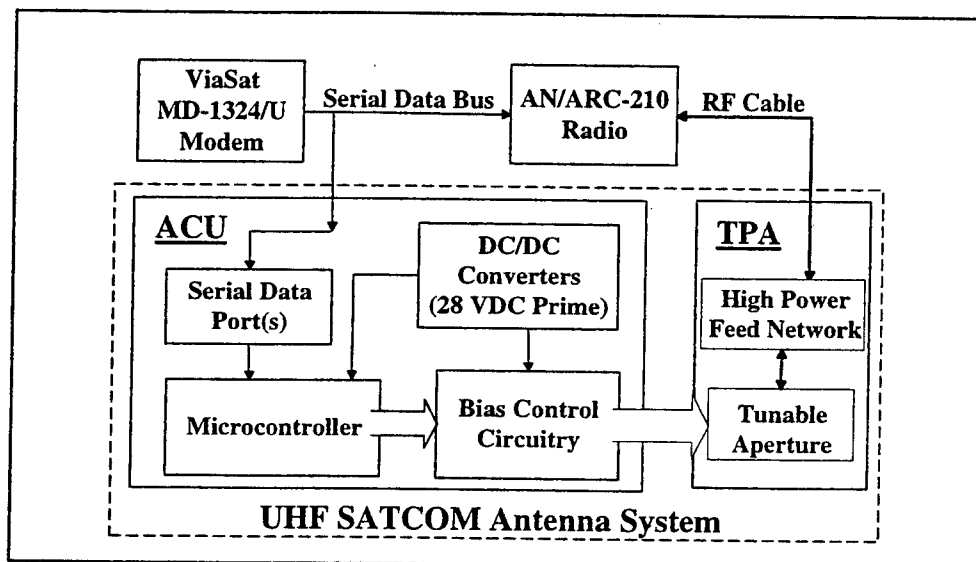 ViaSat
MD-1324/U
Modem
Serial Data Bus
AN/ARC-210
Radio
RF Cable
ACU
TPA
DC/DC
Converters
(28 VDC Prime)
Serial Data
Port(s)
High Power
Feed Network
Microcontroller
Bias Control
Circuitry
Tunable
Aperture
UHF SATCOM Antenna System